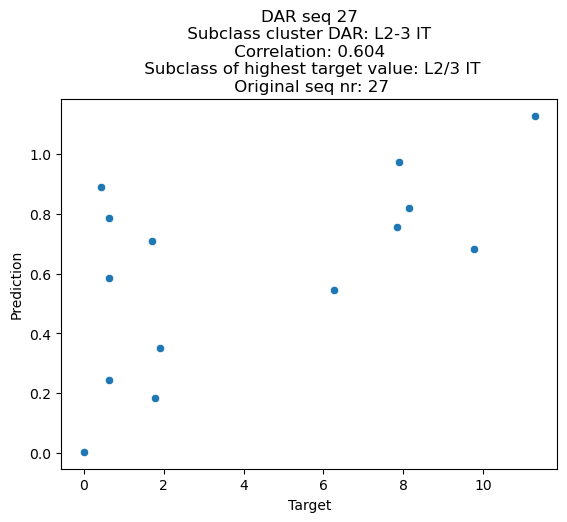 DAR seq 27
Subclass cluster DAR: L2-3 IT
Correlation: 0.604
Subclass of highest target value: L2/3 IT
Original seq nr: 27
1.0
0.8
0.6
0.4
0.2
0.0
Prediction
0 2 4 6 8 10
Target